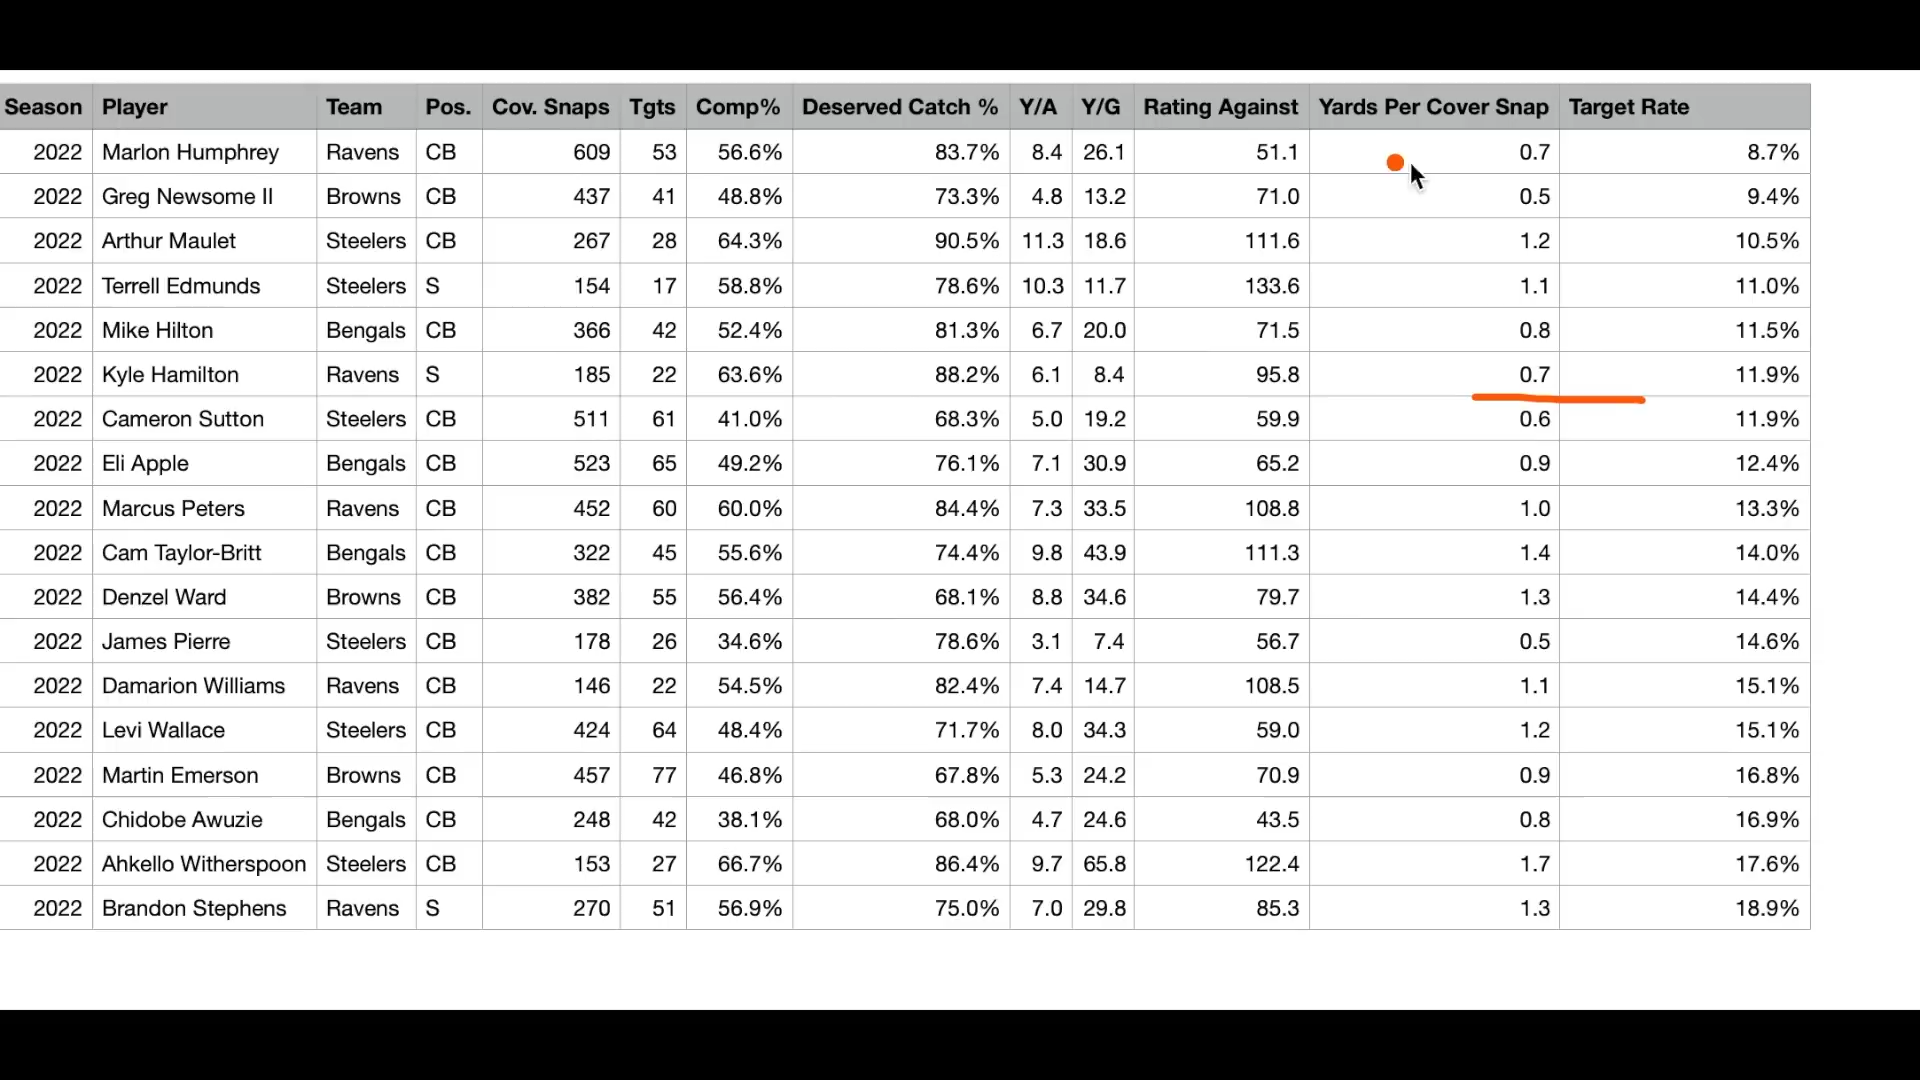 Season Player Team Pos. Cov. Snaps Tgts Comp% Deserved Catch % Y/A Y/G Rating Against Yards Per Cover Snap Target Rate
2022 Marlon Humphrey Ravens CB 609 53 56.6% 83.7% 8.4 26.1 51.1 0.7 8.7%
2022 Greg Newsome II Browns CB 437 41 48.8% 73.3% 4.8 13.2 71.0 0.5 9.4%
2022 Arthur Maulet Steelers CB 267 28 64.3% 90.5% 11.3 18.6 111.6 1.2 10.5%
2022 Terrell Edmunds Steelers S 154 17 58.8% 78.6% 10.3 11.7 133.6 1.1 11.0%
2022 Mike Hilton Bengals CB 366 42 52.4% 81.3% 6.7 20.0 71.5 0.8 11.5%
2022 Kyle Hamilton Ravens S 185 22 63.6% 88.2% 6.1 8.4 95.8 0.7 11.9%
2022 Cameron Sutton Steelers CB 511 61 41.0% 68.3% 5.0 19.2 59.9 0.6 11.9%
2022 Eli Apple Bengals CB 523 65 49.2% 76.1% 7.1 30.9 65.2 0.9 12.4%
2022 Marcus Peters Ravens CB 452 60 60.0% 84.4% 7.3 33.5 108.8 1.0 13.3%
2022 Cam Taylor-Britt Bengals CB 322 45 55.6% 74.4% 9.8 43.9 111.3 1.4 14.0%
2022 Denzel Ward Browns CB 382 55 56.4% 68.1% 8.8 34.6 79.7 1.3 14.4%
2022 James Pierre Steelers CB 178 26 34.6% 78.6% 3.1 7.4 56.7 0.5 14.6%
2022 Damarion Williams Ravens CB 146 22 54.5% 82.4% 7.4 14.7 108.5 1.1 15.1%
2022 Levi Wallace Steelers CB 424 64 48.4% 71.7% 8.0 34.3 59.0 1.2 15.1%
2022 Martin Emerson Browns CB 457 77 46.8% 67.8% 5.3 24.2 70.9 0.9 16.8%
2022 Chidobe Awuzie Bengals CB 248 42 38.1% 68.0% 4.7 24.6 43.5 0.8 16.9%
2022 Ahkello Witherspoon Steelers CB 153 27 66.7% 86.4% 9.7 65.8 122.4 1.7 17.6%
2022 Brandon Stephens Ravens S 270 51 56.9% 75.0% 7.0 29.8 85.3 1.3 18.9%